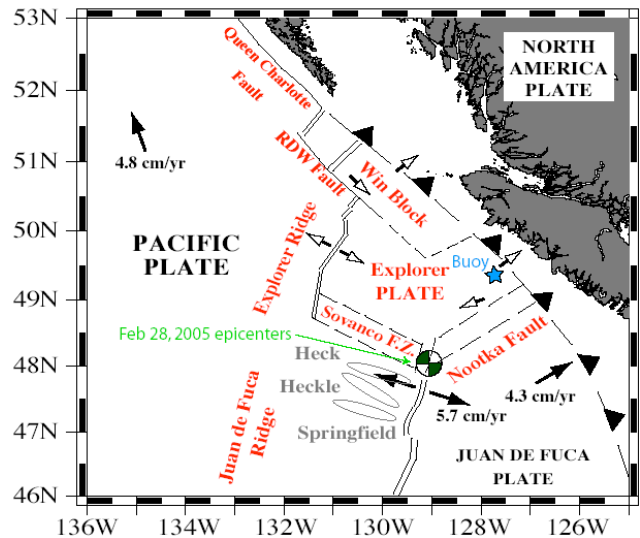 53N
52N
51N
50N
49N
48N
47N
46N
136W
134W
132W
130W
128W
126W
NORTH
AMERICA
PLATE
Queen Charlotte
Fault
4.8 cm/yr
RDW Fault
Win Block
PACIFIC
PLATE
Explorer Ridge
Explorer
PLATE
Buoy
Sovanco F.Z.
Nootka Fault
Feb 28, 2005 epicenters
Heck
Heckle
Springfield
Juan de Fuca
Ridge
5.7 cm/yr
4.3 cm/yr
JUAN DE FUCA
PLATE